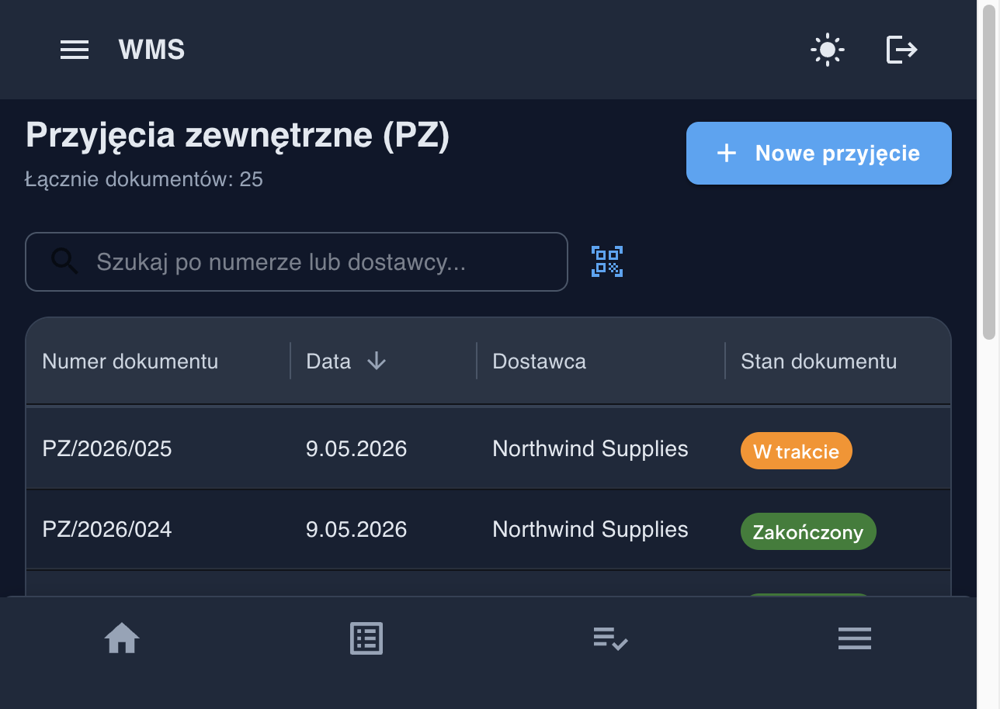 WMS
Przyjęcia zewnętrzne (PZ)
Łącznie dokumentów: 25
Nowe przyjęcie
Szukaj po numerze lub dostawcy...
Numer dokumentu Data Dostawca Stan dokumentu
PZ/2026/025 9.05.2026 Northwind Supplies W trakcie
PZ/2026/024 9.05.2026 Northwind Supplies Zakończony